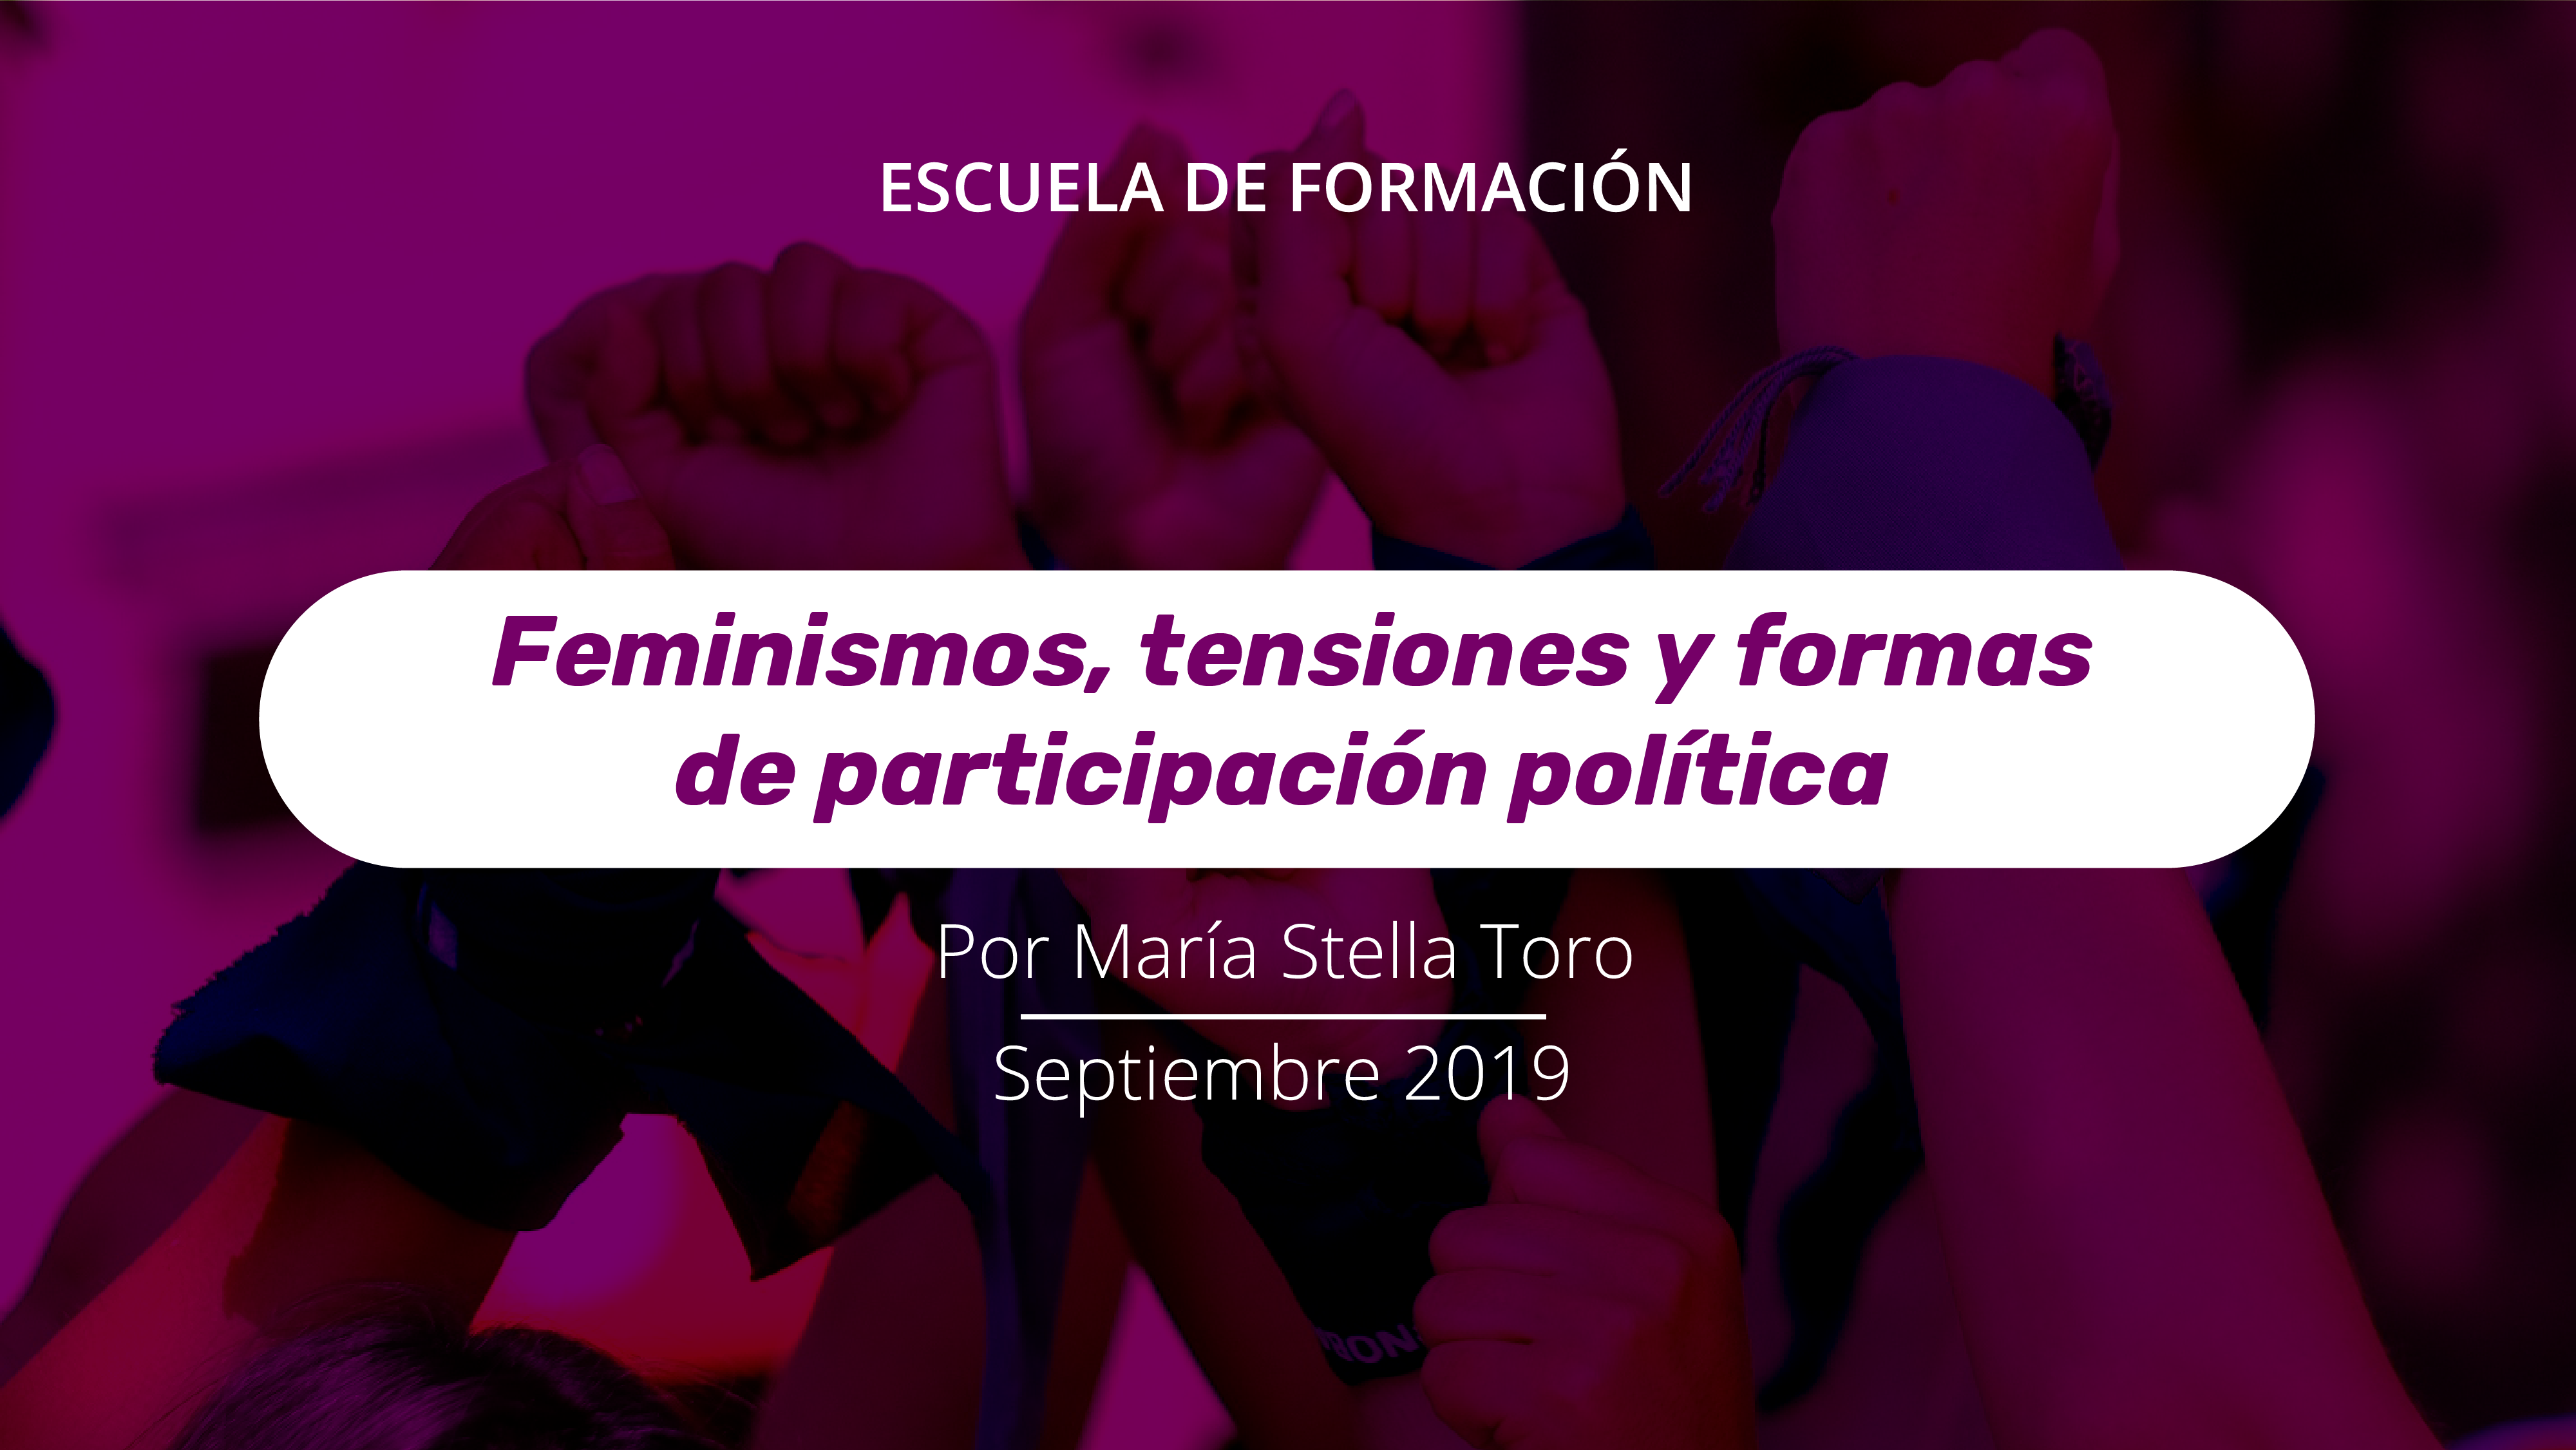 ESCUELA DE FORMACIÓN
Feminismos, tensiones y formas
de participación política
Por María Stella Toro
Septiembre 2019